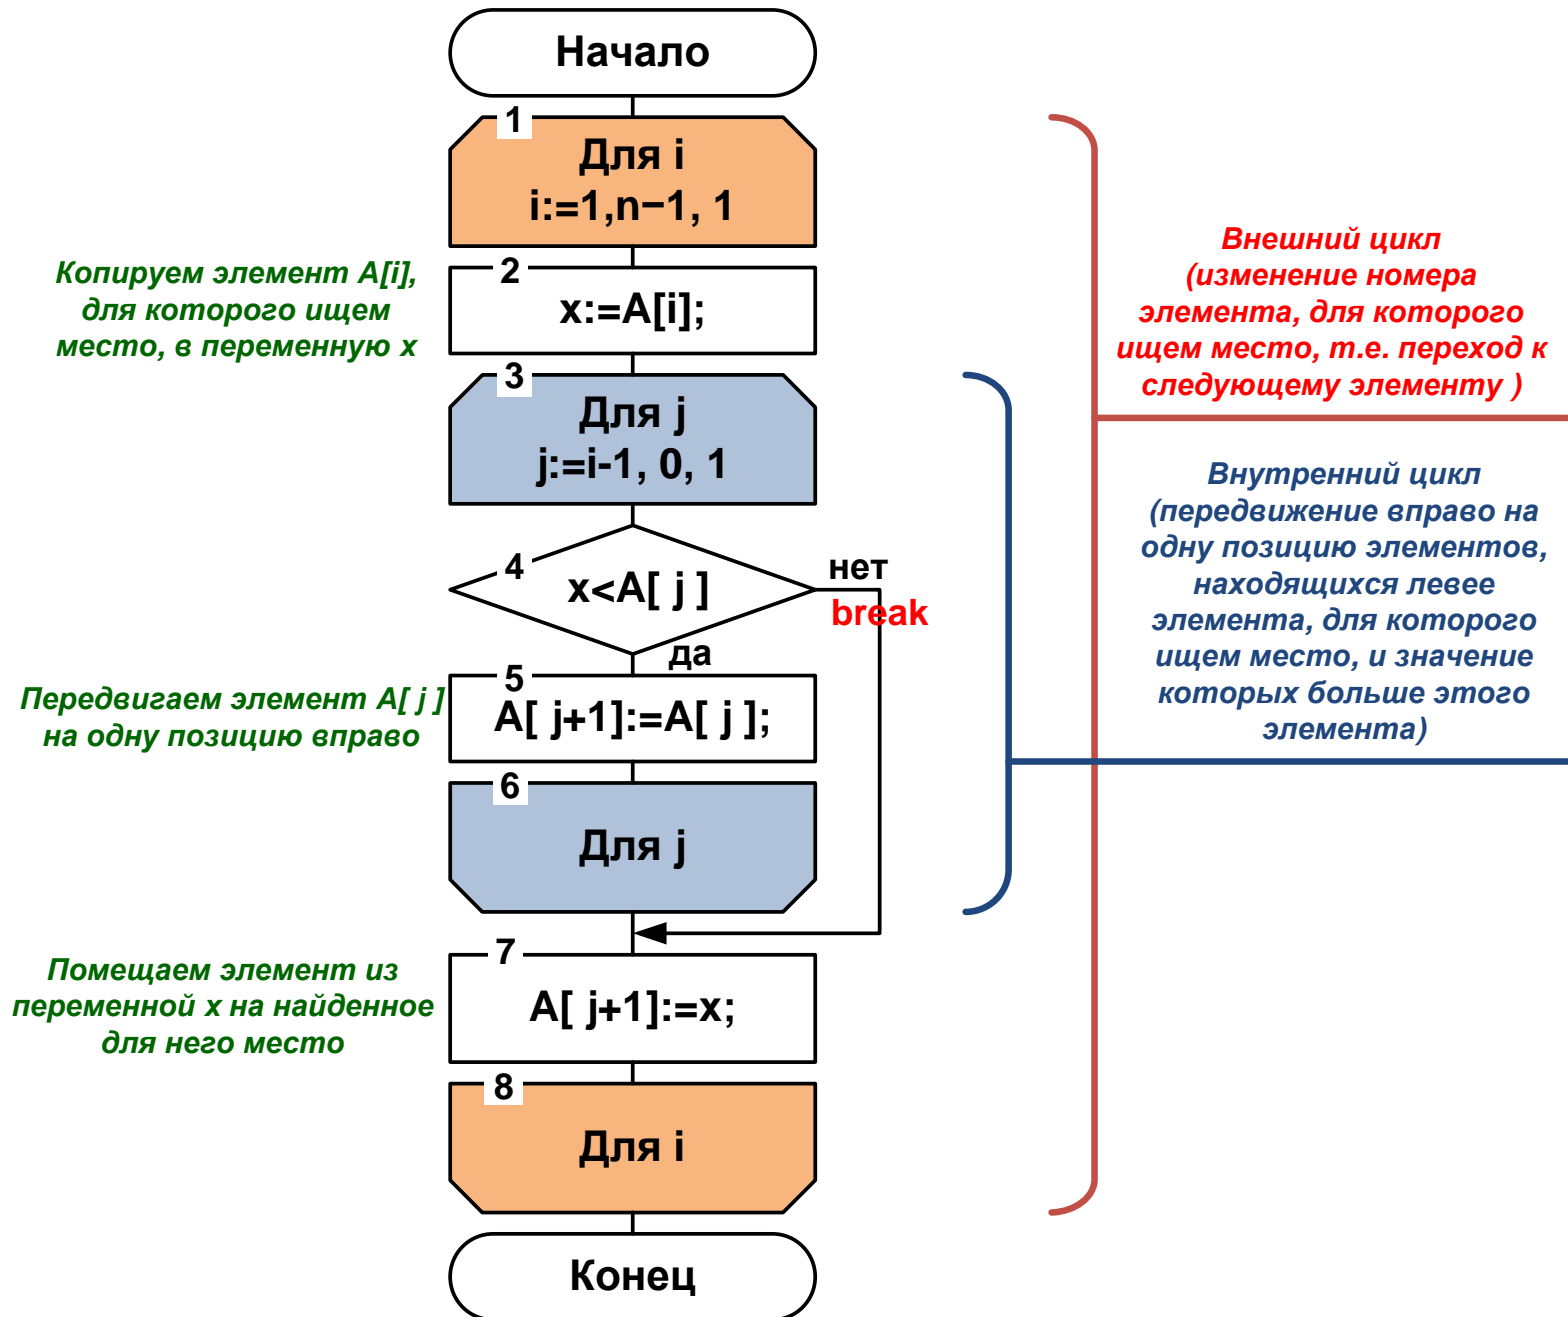 Начало
1
Для i
i:=1,n−1, 1
Копируем элемент A[i],
для которого ищем
место, в переменную x
2
x:=A[i];
3
Для j
j:=i-1, 0, 1
4
x<A[ j ]
нет
break
да
Передвигаем элемент A[ j ]
на одну позицию вправо
5
A[ j+1]:=A[ j ];
6
Для j
Помещаем элемент из
переменной x на найденное
для него место
7
A[ j+1]:=x;
8
Для i
Конец
Внешний цикл
(изменение номера
элемента, для которого
ищем место, т.е. переход к
следующему элементу )
Внутренний цикл
(передвижение вправо на
одну позицию элементов,
находящихся левее
элемента, для которого
ищем место, и значение
которых больше этого
элемента)